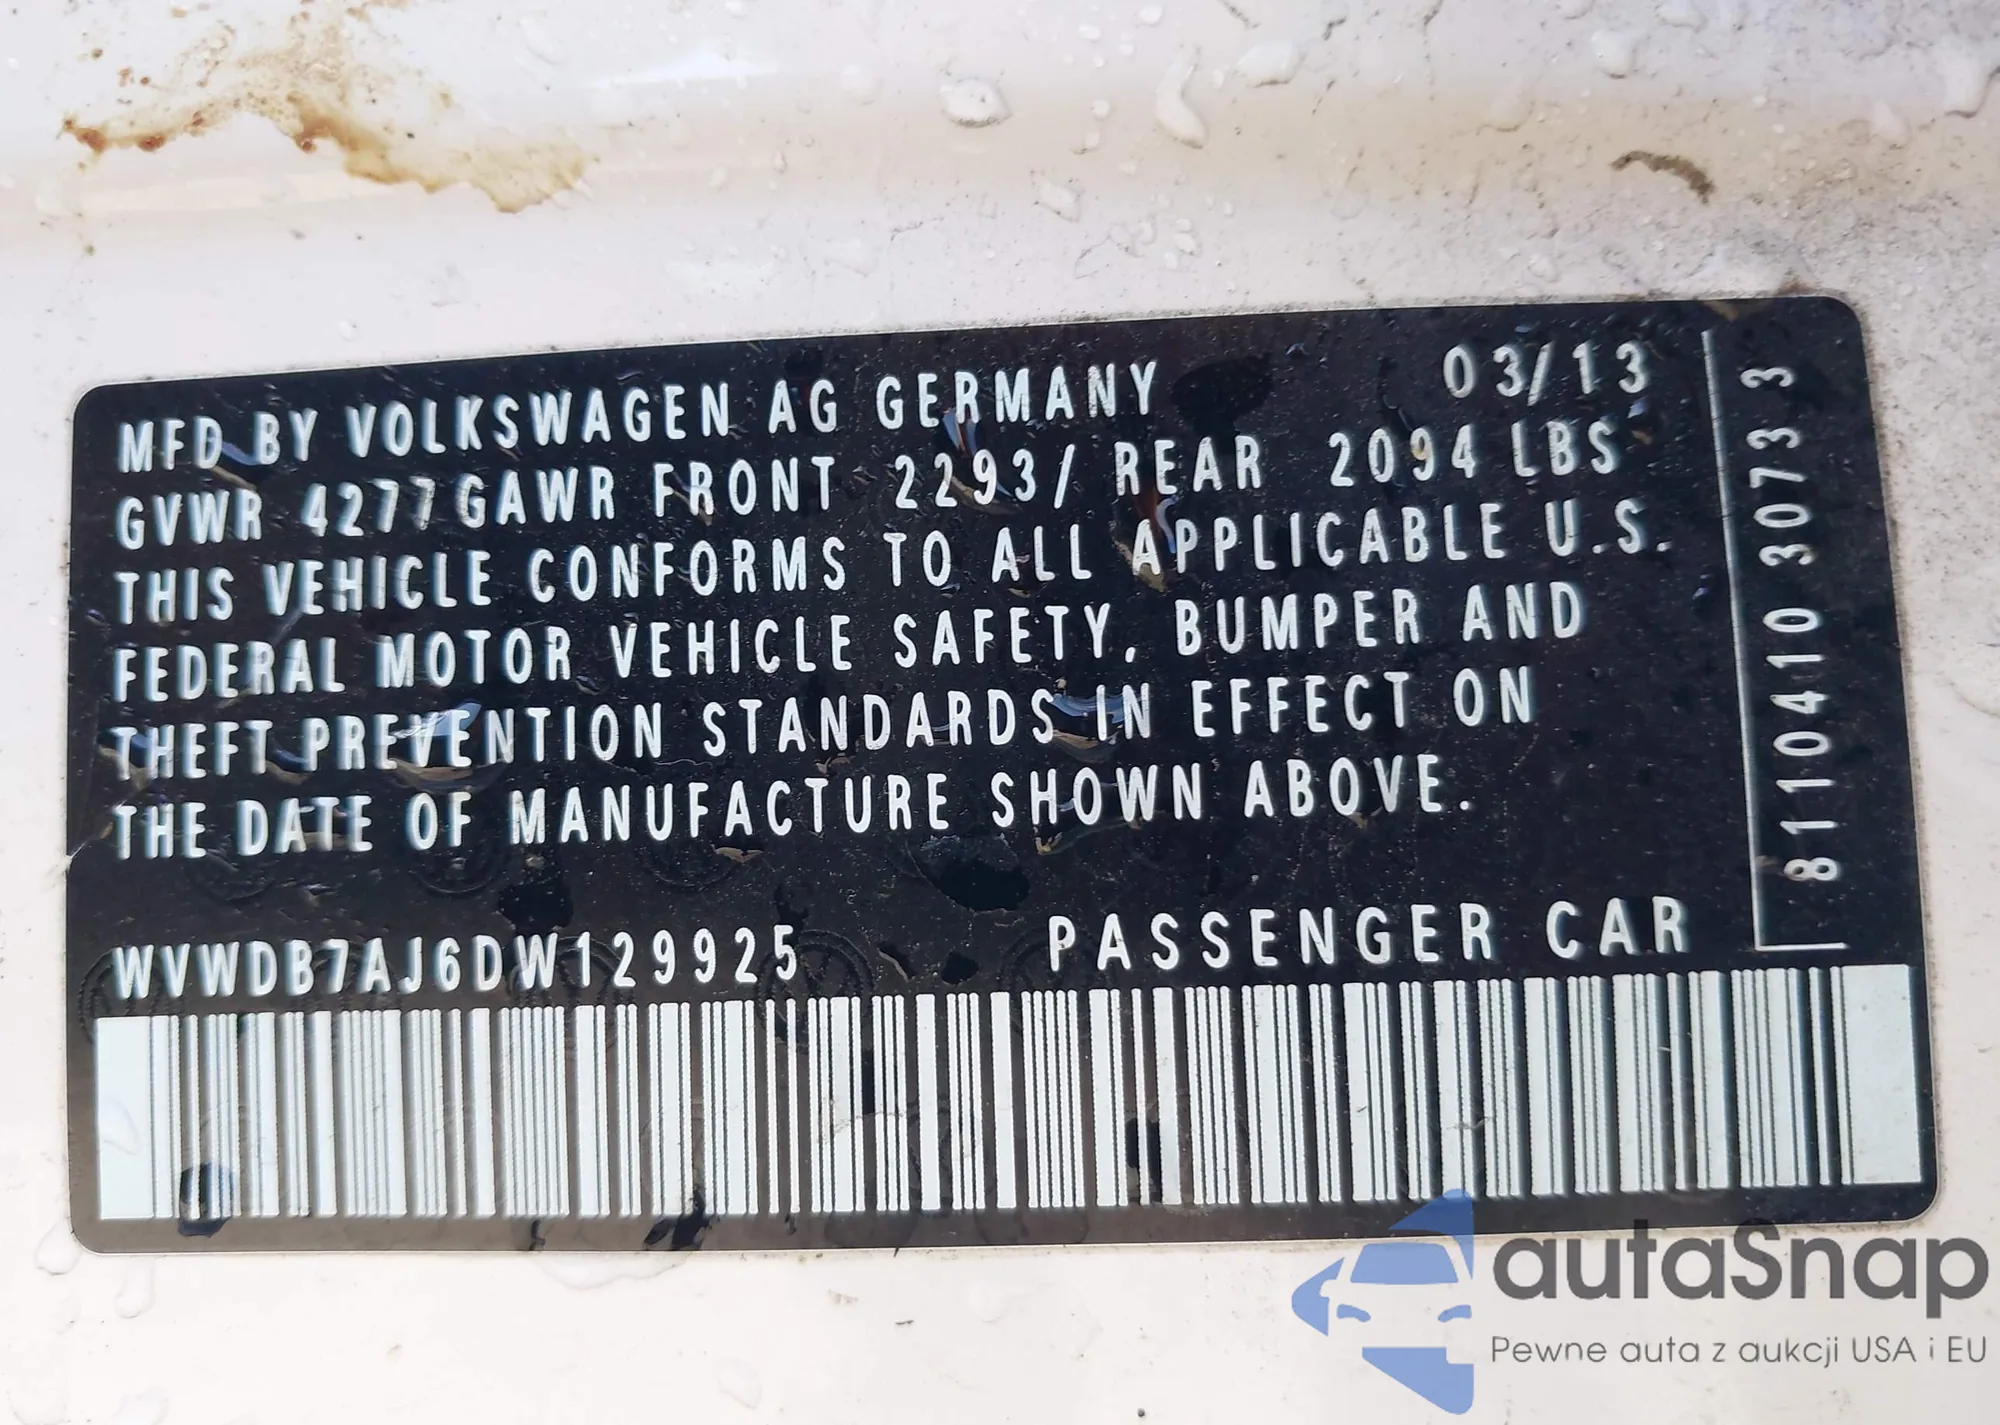 MFD BY VOLKSWAGEN AG GERMANY 03/13
GVWR 4277 GAWR FRONT 2293/ REAR 2094 LBS
THIS VEHICLE CONFORMS TO ALL APPLICABLE U.S.
FEDERAL MOTOR VEHICLE SAFETY, BUMPER AND
THEFT PREVENTION STANDARDS IN EFFECT ON
THE DATE OF MANUFACTURE SHOWN ABOVE.
WVWDB7AJ6DW129925 PASSENGER CAR
8110410 3073 3
autaSnap
Pewne auta z aukcji USA i EU